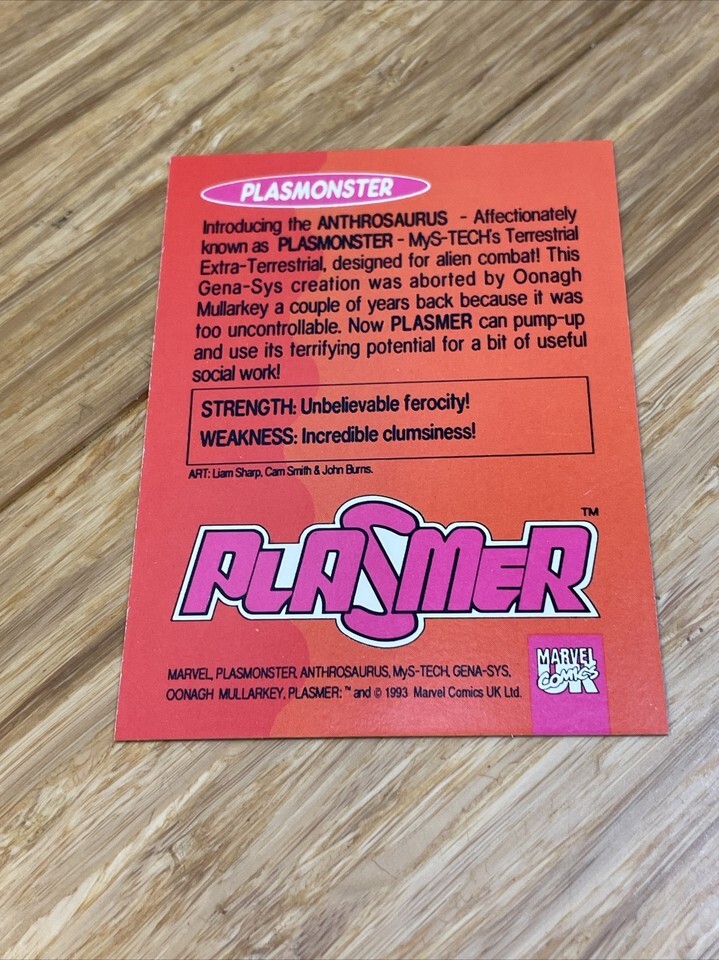 PLASMONSTER
Introducing the ANTHROSAURUS - Affectionately
known as PLASMONSTER - MyS-TECH's Terrestrial
Extra-Terrestrial, designed for alien combat! This
Gena-Sys creation was aborted by Oonagh
Mullarkey a couple of years back because it was
too uncontrollable. Now PLASMER can pump-up
and use its terrifying potential for a bit of useful
social work!
STRENGTH: Unbelievable ferocity!
WEAKNESS: Incredible clumsiness!
ART: Liam Sharp, Cam Smith & John Burns.
PLASMER™
MARVEL, PLASMONSTER, ANTHROSAURUS, MyS-TECH, GENA-SYS,
OONAGH MULLARKEY, PLASMER: ™ and © 1993 Marvel Comics UK Ltd.
MARVEL
COMICS
UK